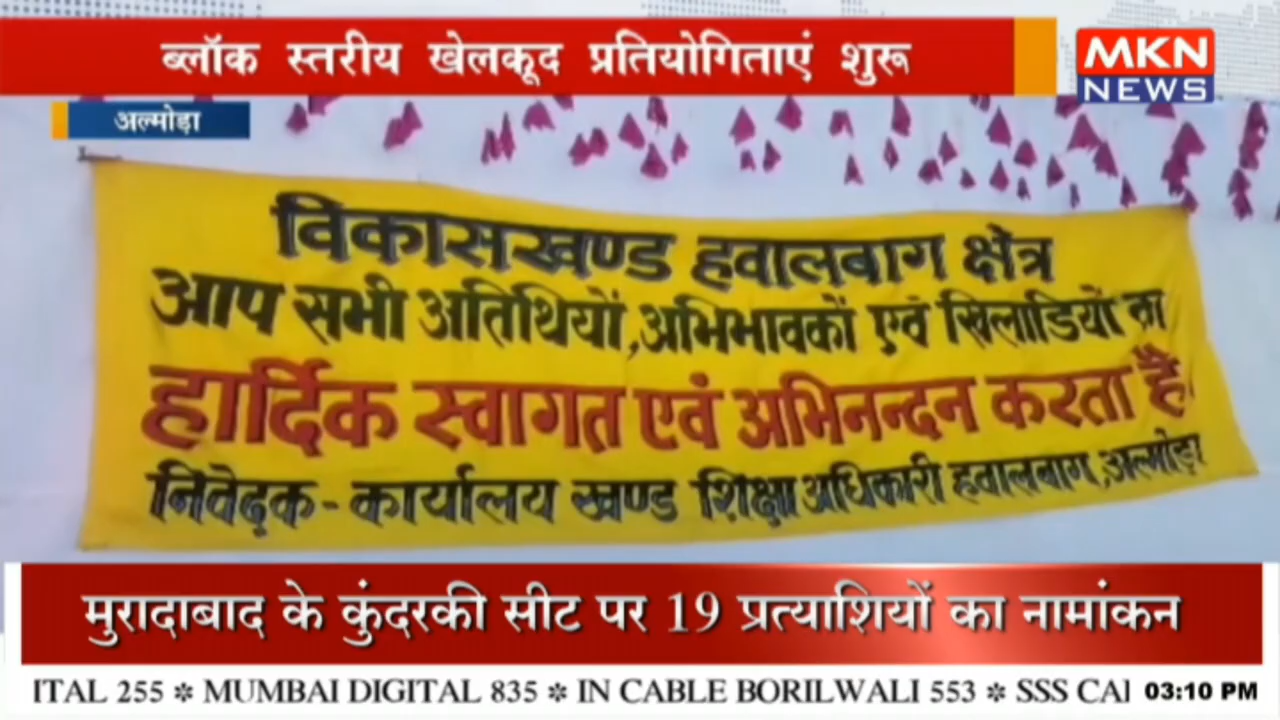 ब्लॉक स्तरीय खेलकूद प्रतियोगिताएं शुरू
MKN
NEWS
अल्मोड़ा
विकासखण्ड हवालबाग क्षेत्र
आप सभी अतिथियों,अभिभावकों एवं खिलाडियों का
हार्दिक स्वागत एवं अभिनन्दन करता है।
निवेदक - कार्यालय खण्ड शिक्षा अधिकारी हवालबाग,अल्मोड़ा
मुरादाबाद के कुंदरकी सीट पर 19 प्रत्याशियों का नामांकन
ITAL 255 ✲ MUMBAI DIGITAL 835 ✲ IN CABLE BORILWALI 553 ✲ SSS CA
03:10 PM